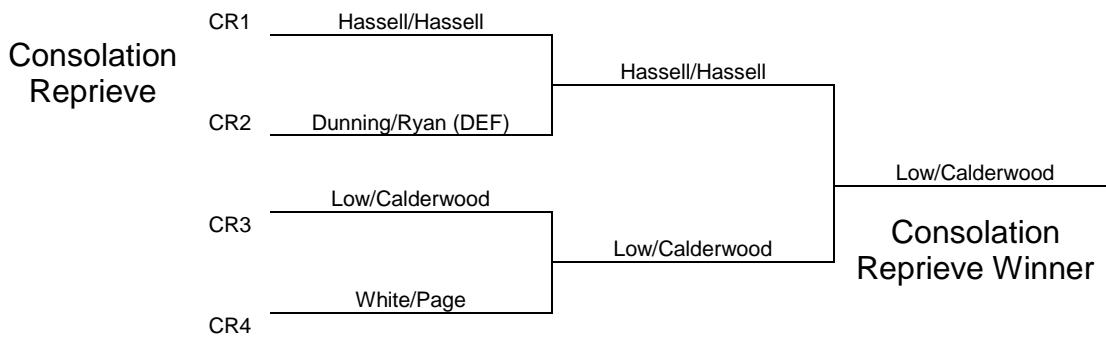 CR1
Hassell/Hassell
Consolation
Reprieve
Hassell/Hassell
CR2
Dunning/Ryan (DEF)
Low/Calderwood
CR3
Low/Calderwood
Low/Calderwood
Consolation
Reprieve Winner
White/Page
CR4